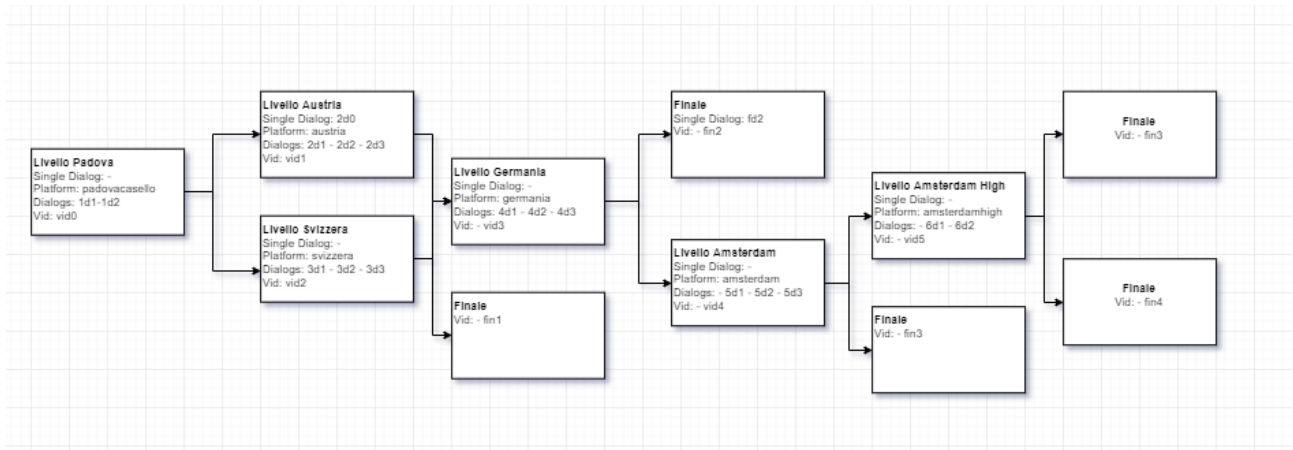 Livello Padova
Single Dialog: -
Platform: padovacasello
Dialogs: 1d1-1d2
Vid: vid0
Livello Austria
Single Dialog: 2d0
Platform: austria
Dialogs: 2d1 - 2d2 - 2d3
Vid: vid1
Livello Svizzera
Single Dialog: -
Platform: svizzera
Dialogs: 3d1 - 3d2 - 3d3
Vid: vid2
Livello Germania
Single Dialog: -
Platform: germania
Dialogs: 4d1 - 4d2 - 4d3
Vid: - vid3
Finale
Vid: - fin1
Finale
Single Dialog: fd2
Vid: - fin2
Livello Amsterdam
Single Dialog: -
Platform: amsterdam
Dialogs: - 5d1 - 5d2 - 5d3
Vid: - vid4
Livello Amsterdam High
Single Dialog: -
Platform: amsterdamhigh
Dialogs: - 6d1 - 6d2
Vid: - vid5
Finale
Vid: - fin3
Finale
Vid: - fin3
Finale
Vid: - fin4